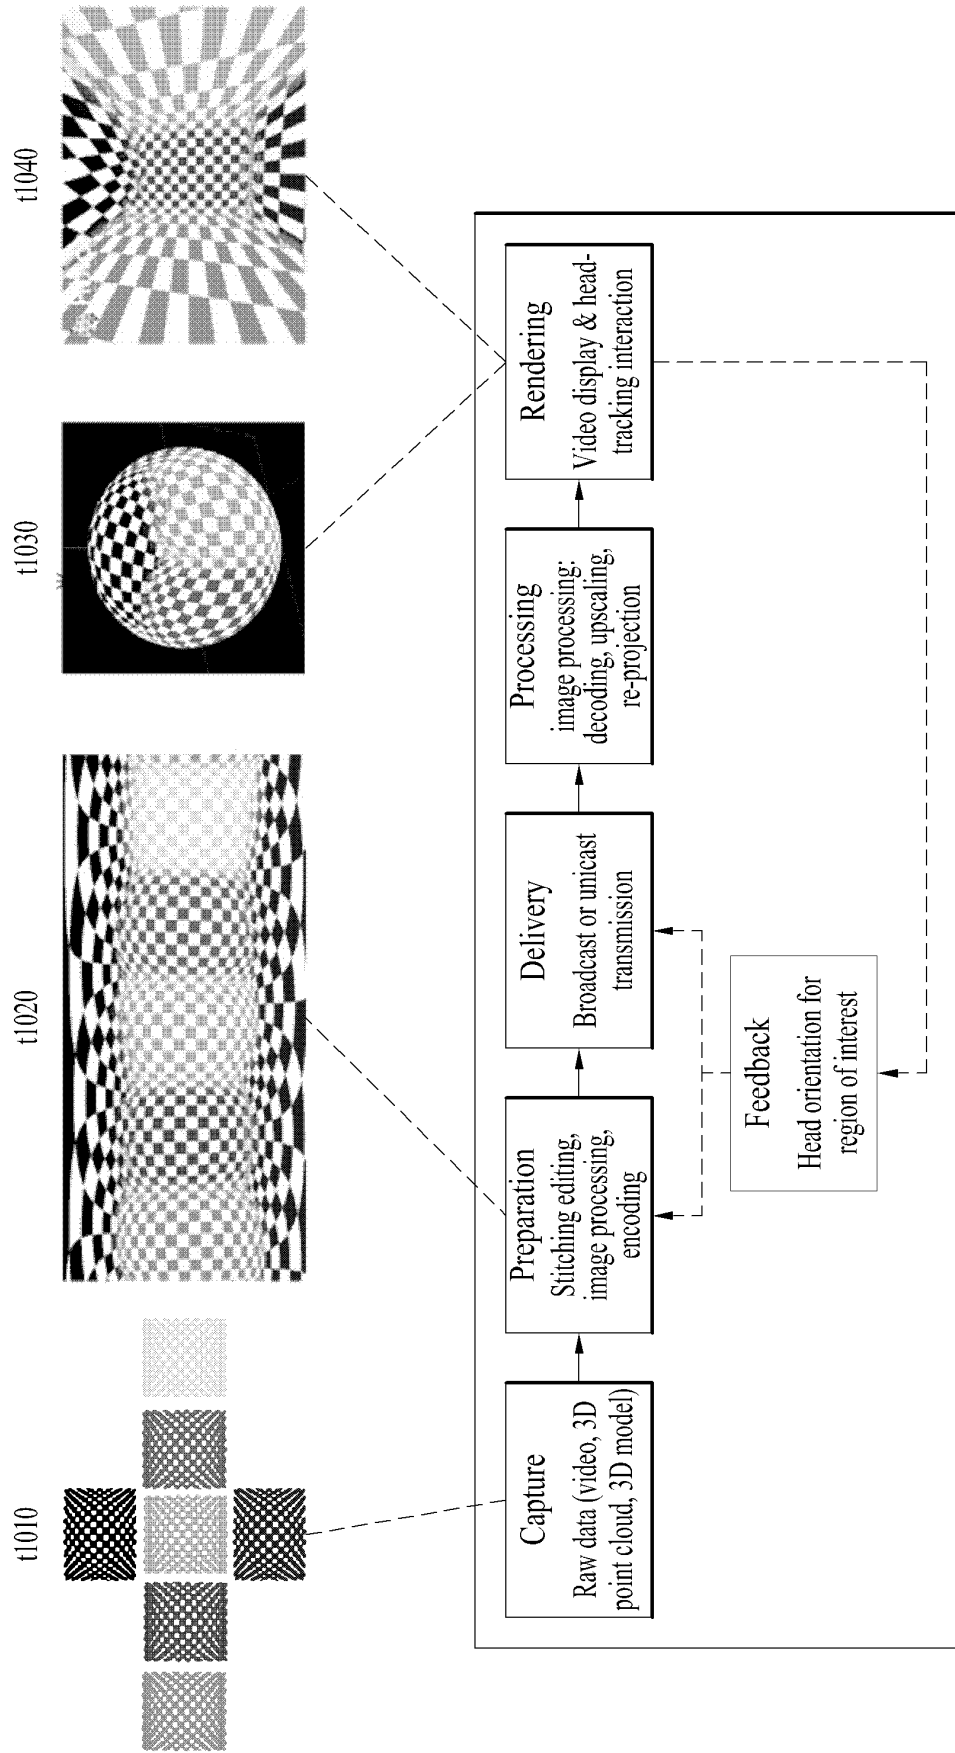 t1010
t1020
t1030
t1040
Capture
Raw data (video, 3D
point cloud, 3D model)
Preparation
Stitching editing,
image processing,
encoding
Delivery
Broadcast or unicast
transmission
Processing
image processing:
decoding, upscaling,
re-projection
Rendering
Video display & head-
tracking interaction
Feedback
Head orientation for
region of interest